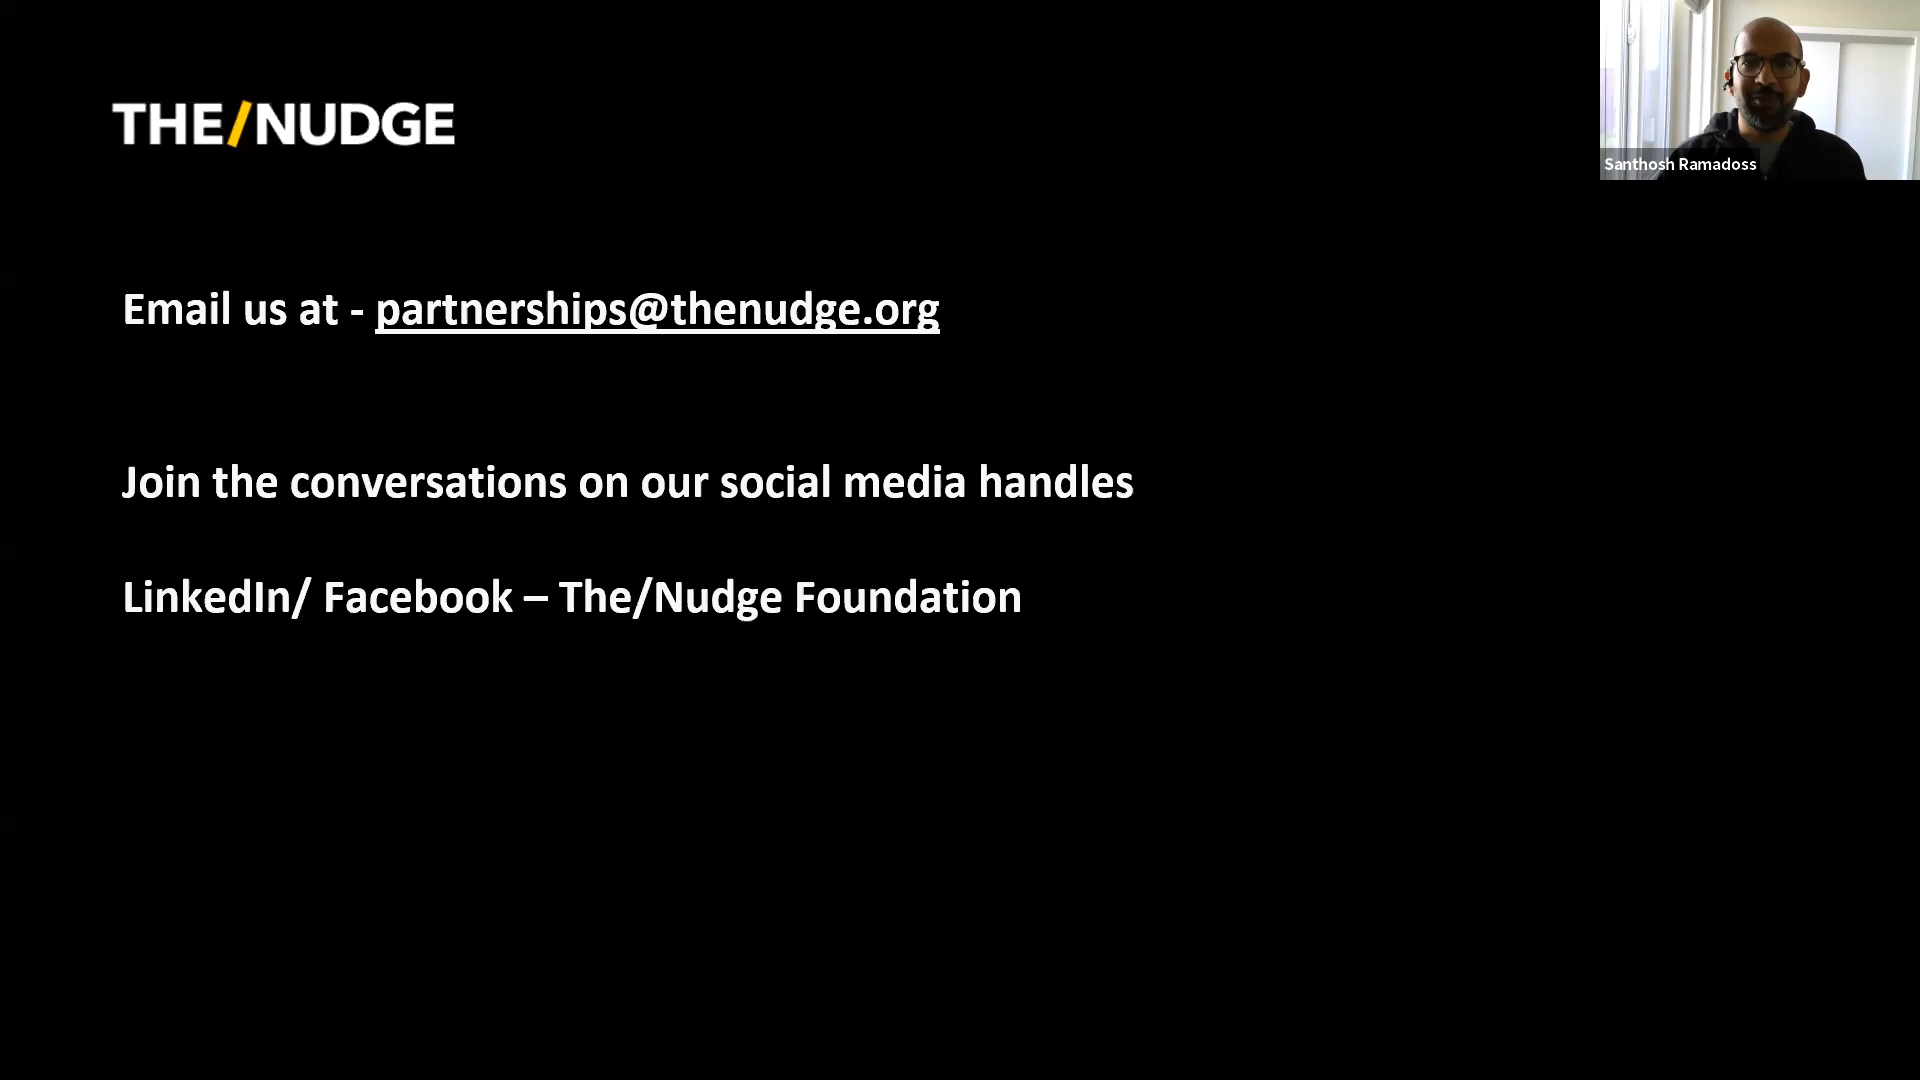 THE/NUDGE
Santhosh Ramadoss
Email us at - partnerships@thenudge.org
Join the conversations on our social media handles
LinkedIn/ Facebook – The/Nudge Foundation